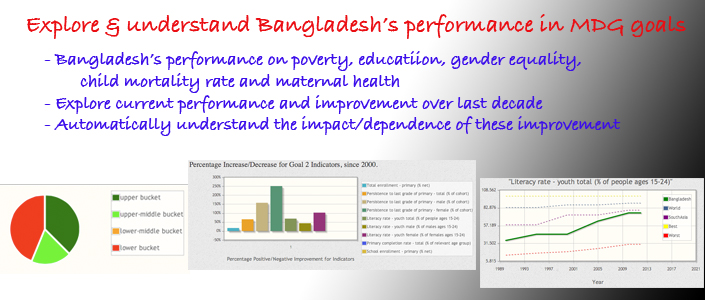 Explore & understand Bangladesh's performance in MDG goals
- Bangladesh's performance on poverty, educatiion, gender equality,
child mortality rate and maternal health
- Explore current performance and improvement over last decade
- Automatically understand the impact/dependence of these improvement
upper bucket
upper-middle bucket
lower-middle bucket
lower bucket
Percentage Increase/Decrease for Goal 2 Indicators, since 2000.
300%
250%
200%
150%
100%
50%
0%
-50%
1
Percentage Positive/Negative Improvement for Indicators
Total enrollment - primary (% net)
Persistence to last grade of primary - total (% of cohort)
Persistence to last grade of primary - male (% of cohort)
Persistence to last grade of primary - female (% of cohort)
Literacy rate - youth total (% of people ages 15-24)
Literacy rate - youth male (% of males ages 15-24)
Literacy rate - youth female (% of females ages 15-24)
Primary completion rate - total (% of relevant age group)
School enrollment - primary (% net)
"Literacy rate - youth total (% of people ages 15-24)"
108.562
82.876
57.189
31.502
5.815
1989
1993
1997
2001
2005
2009
2013
2017
2021
Year
Bangladesh
World
SouthAsia
Best
Worst